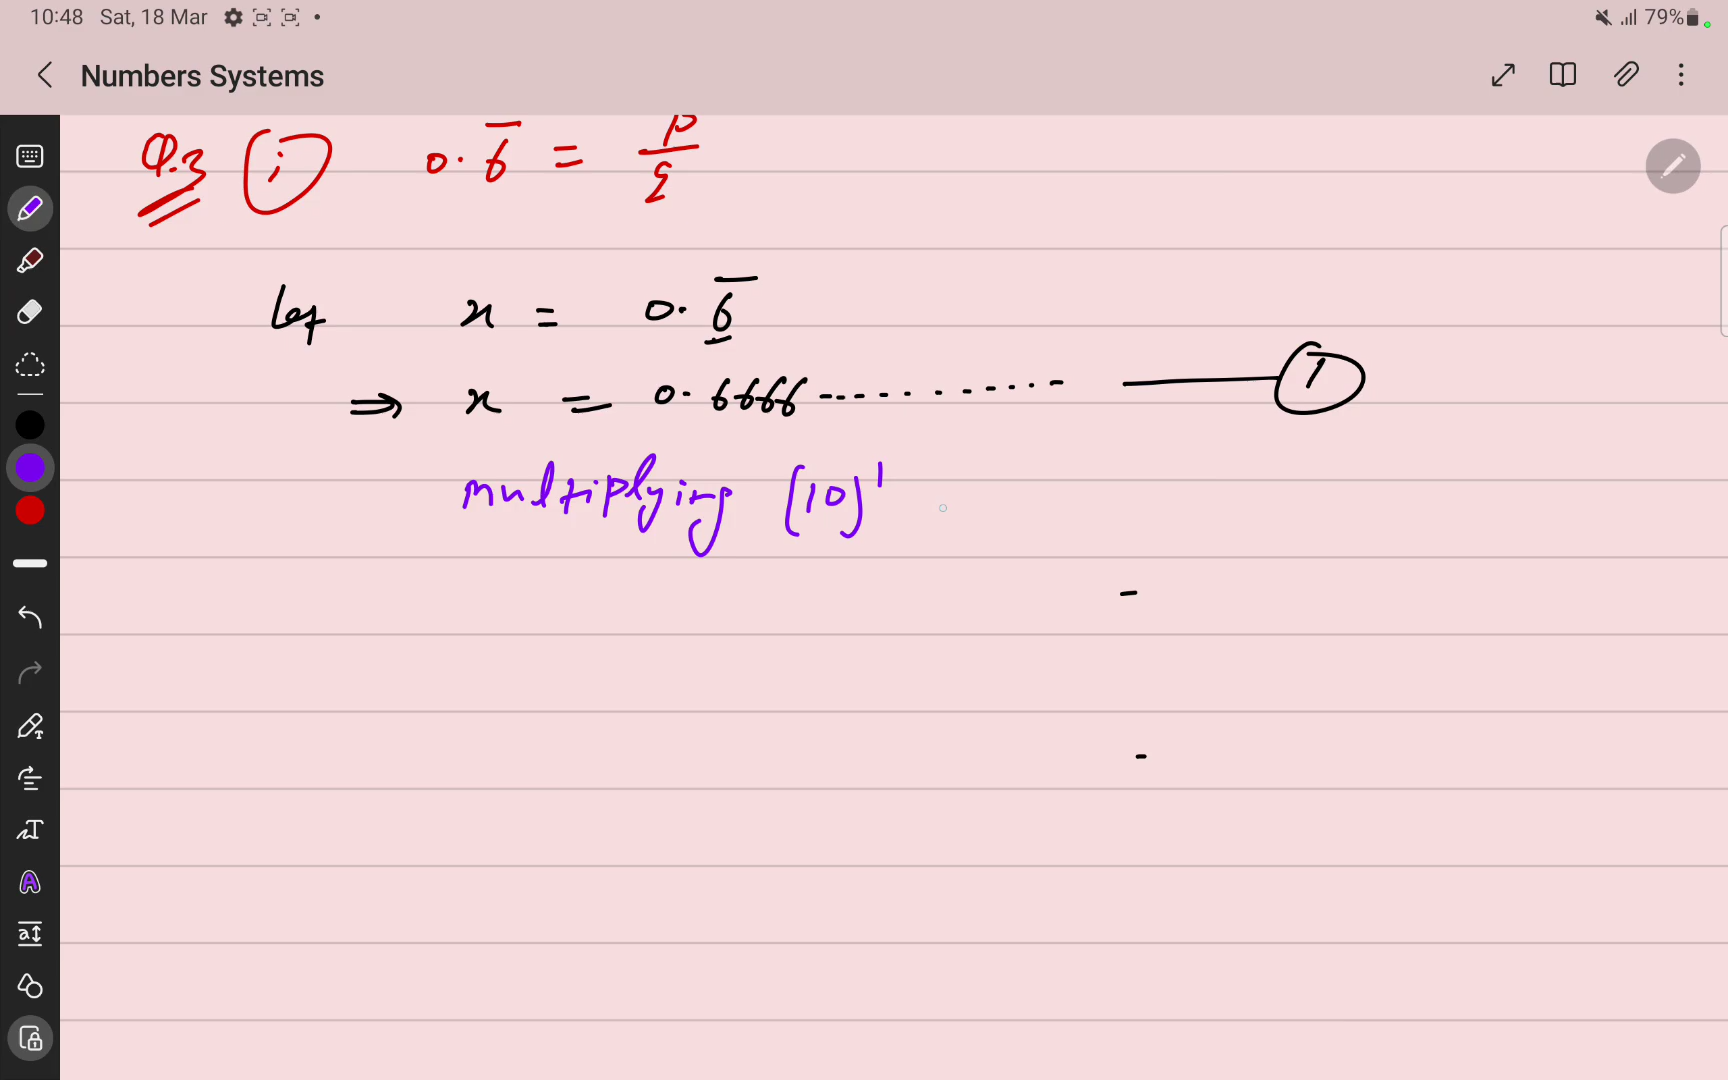 10:48 Sat, 18 Mar 79%
Numbers Systems
Q.3 (i) 0.6̅ = p/q
let x = 0.6̅
⇒ x = 0.6666-------- ——— ①
multiplying (10)¹
-
-